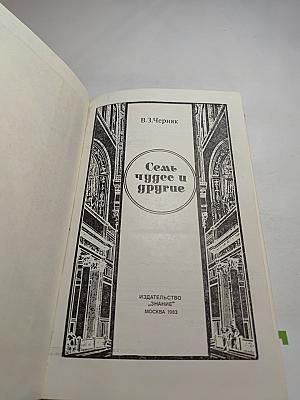 В.З.Черняк
Семь
чудес и
другие
ИЗДАТЕЛЬСТВО
„ЗНАНИЕ"
МОСКВА 1983